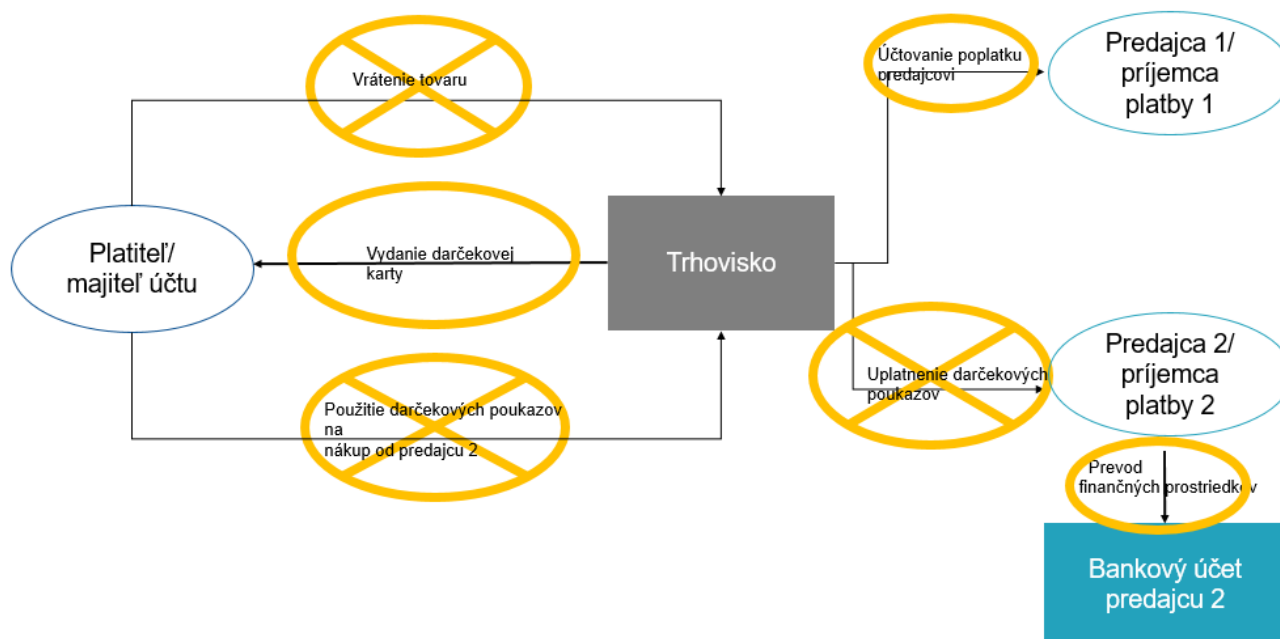 Vrátenie tovaru
Účtovanie poplatku
predajcovi
Predajca 1/
príjemca
platby 1
Platiteľ/
majiteľ účtu
Vydanie darčekovej
karty
Trhovisko
Použitie darčekových poukazov
na
nákup od predajcu 2
Uplatnenie darčekových
poukazov
Predajca 2/
príjemca
platby 2
Prevod
finančných prostriedkov
Bankový účet
predajcu 2